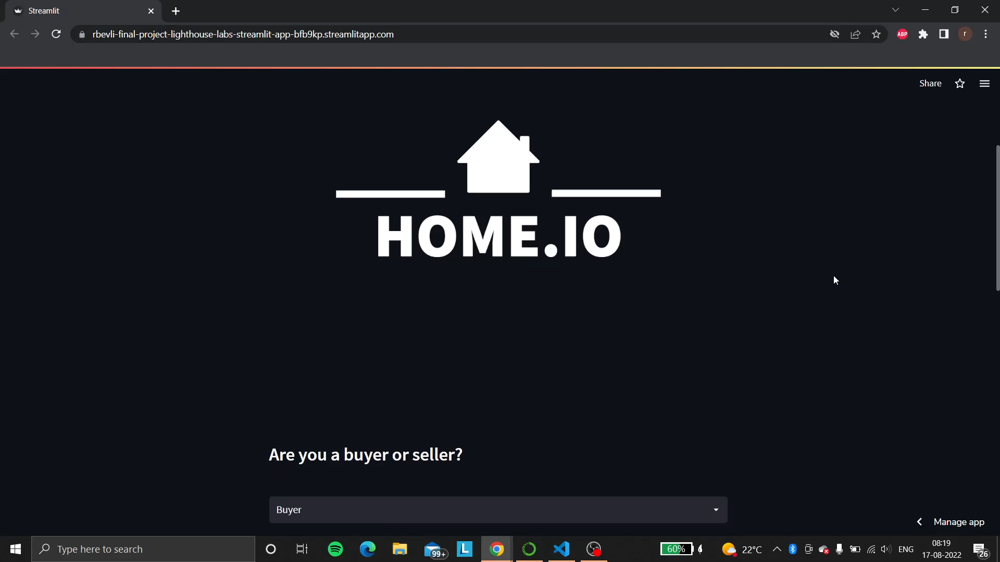 Streamlit
rbevli-final-project-lighthouse-labs-streamlit-app-bfb9kp.streamlitapp.com
ABP
r
Share
HOME.IO
Are you a buyer or seller?
Buyer
Manage app
Type here to search
99+
L
60%
22°C
ENG
08:19
17-08-2022
26